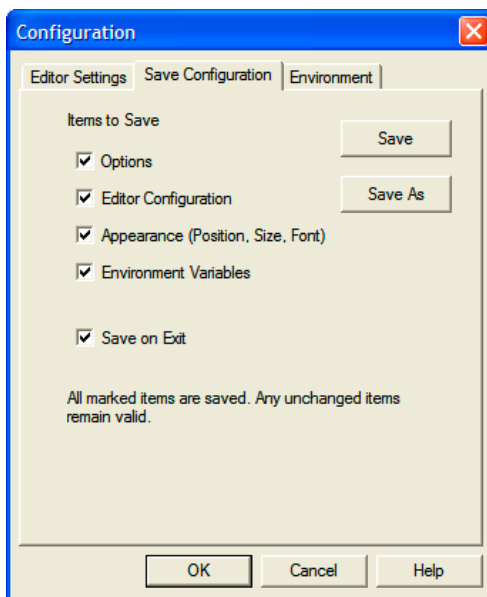 Configuration
Editor Settings Save Configuration Environment
Items to Save
Save
Options
Editor Configuration
Save As
Appearance (Position, Size, Font)
Environment Variables
Save on Exit
All marked items are saved. Any unchanged items
remain valid.
OK Cancel Help